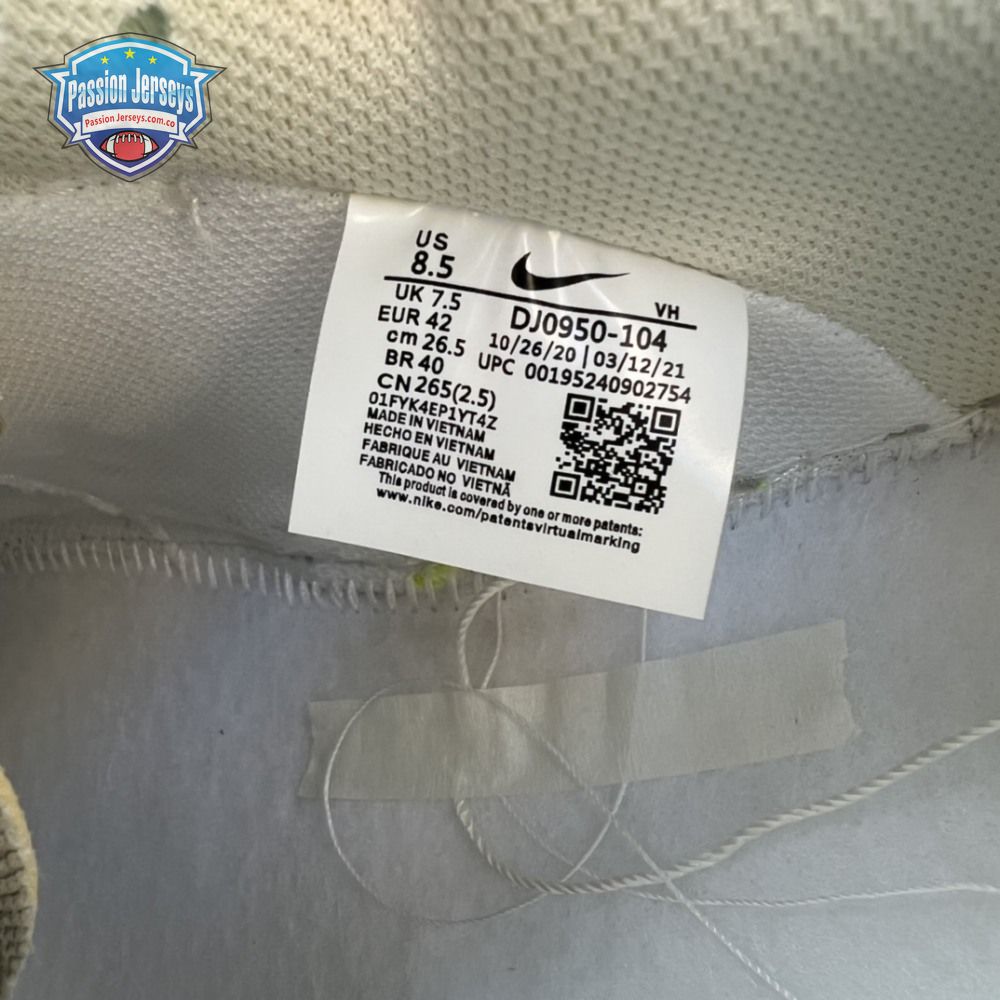 Passion Jerseys
Passion Jerseys.com.co
US
8.5
VH
UK 7.5
EUR 42
cm 26.5
BR 40
CN 265(2.5)
DJ0950-104
10/26/20 | 03/12/21
UPC 00195240902754
01FYK4EP1YT4Z
MADE IN VIETNAM
HECHO EN VIETNAM
FABRIQUE AU VIETNAM
FABRICADO NO VIETNÃ
This product is covered by one or more patents:
www.nike.com/patentsvirtualmarking